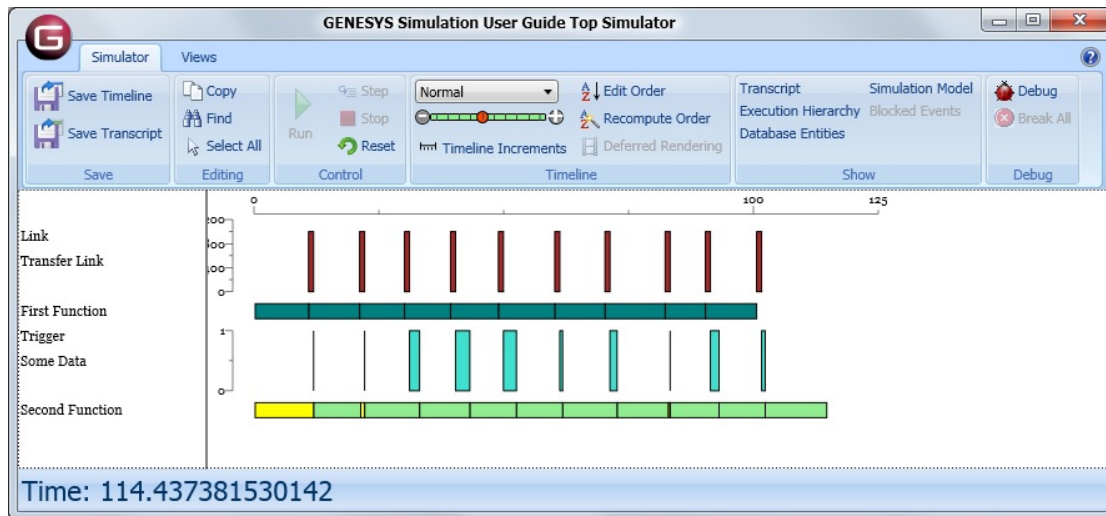 GENESYS Simulation User Guide Top Simulator
G
Simulator Views
Save Timeline
Save Transcript
Save
Copy
Find
Select All
Editing
Run
Step
Stop
Reset
Control
Normal
Timeline Increments
Edit Order
Recompute Order
Deferred Rendering
Timeline
Transcript Simulation Model
Execution Hierarchy Blocked Events
Database Entities
Show
Debug
Break All
Debug
0 100 125
Link
Transfer Link
400
0
First Function
Trigger 1
Some Data
0
Second Function
Time: 114.437381530142